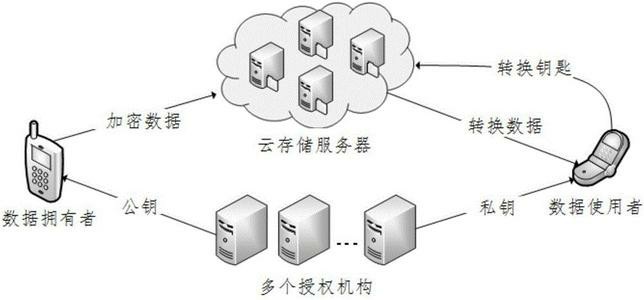 转换钥匙
加密数据
转换数据
云存储服务器
公钥
私钥
数据拥有者
数据使用者
...
多个授权机构